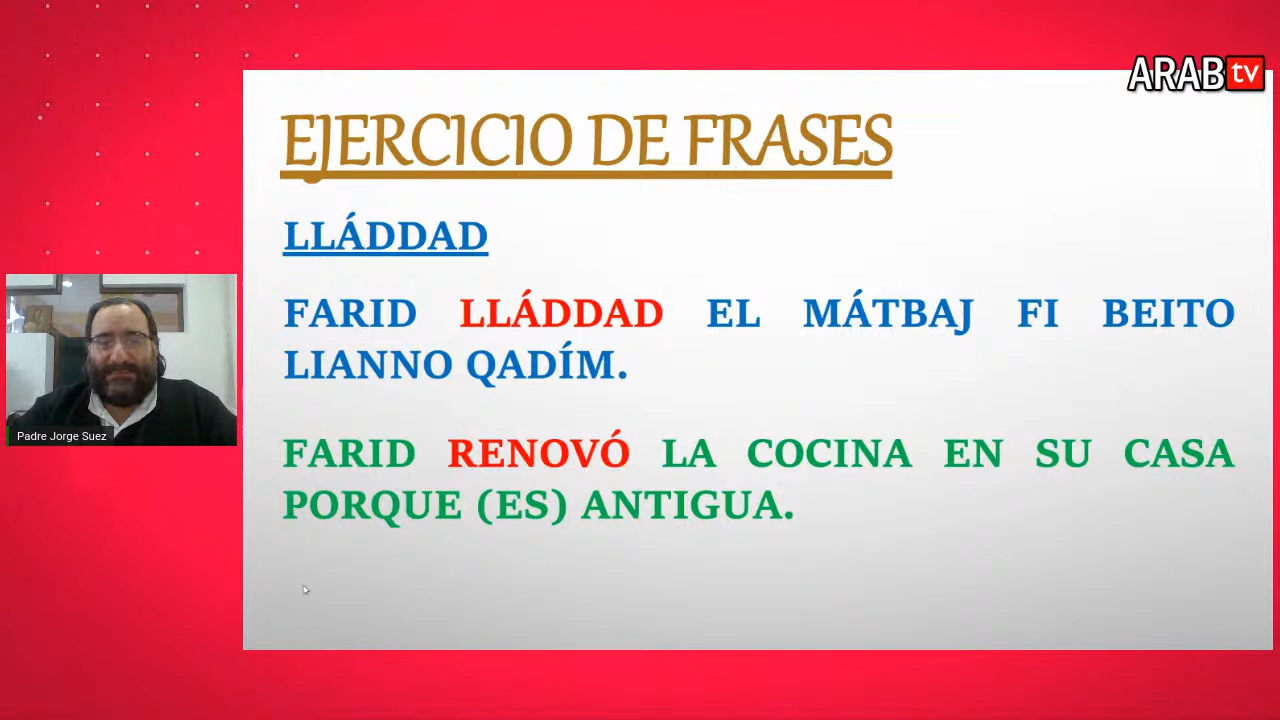 ARAB tv
EJERCICIO DE FRASES
LLÁDDAD
FARID LLÁDDAD EL MÁTBAJ FI BEITO
LIANNO QADÍM.
FARID RENOVÓ LA COCINA EN SU CASA
PORQUE (ES) ANTIGUA.
Padre Jorge Suez